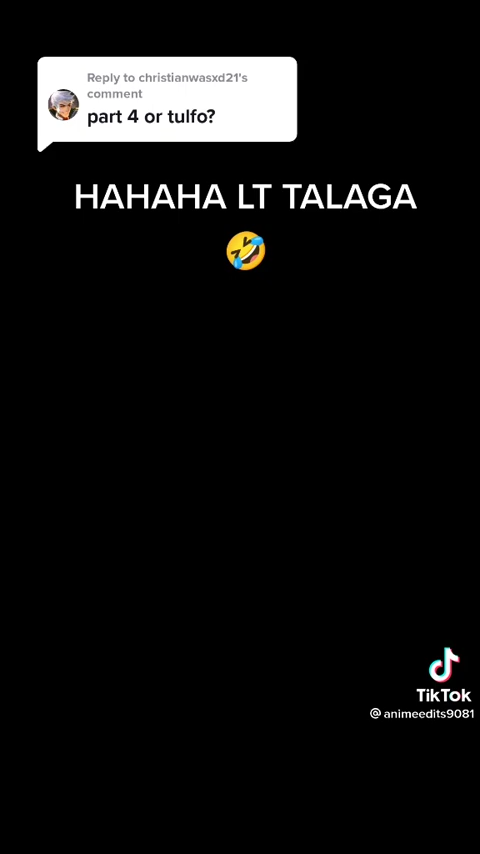 Reply to christianwasxd21's
comment
part 4 or tulfo?
HAHAHA LT TALAGA
🤣
TikTok
@animeedits9081